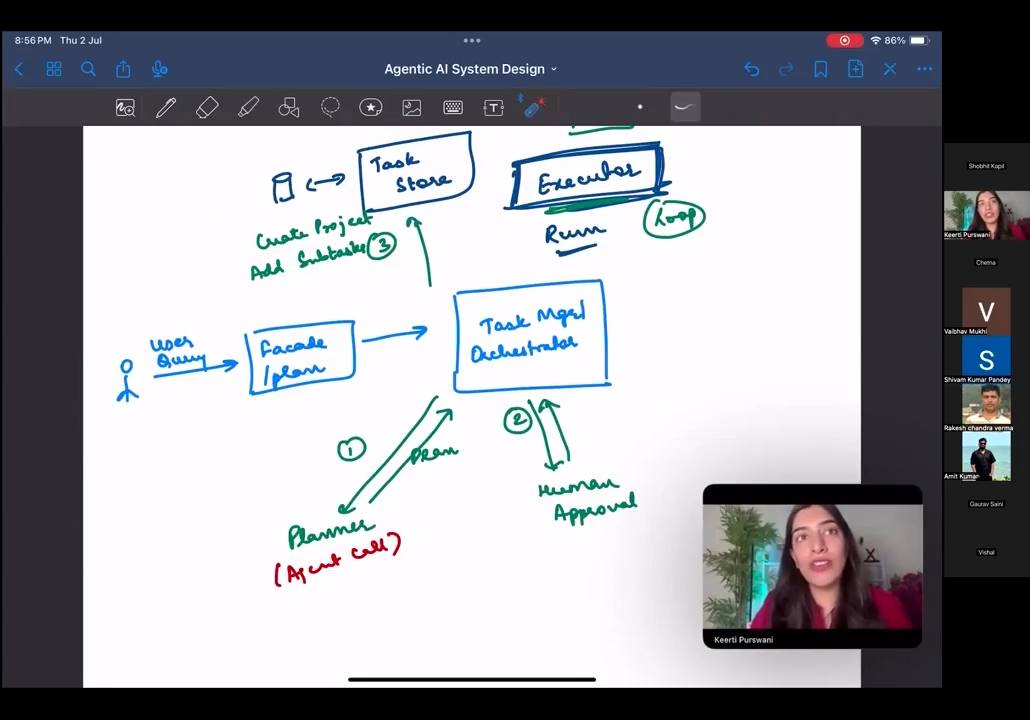 8:56 PM Thu 2 Jul
86%
Agentic AI System Design
Task
Store
Executor
Loop
Run
Create Project
Add Subtasks
3
User
Query
Facade
/plan
Task Mgmt
Orchestrator
1
Plan
2
Planner
(Agent Call)
Human
Approval
Keerti Purswani
Shobhit Kapil
Keerti Purswani
Chetna
V
Vaibhav Mukhi
S
Shivam Kumar Pandey
Rakesh chandra verma
Amit Kumar
Gaurav Saini
Vishal